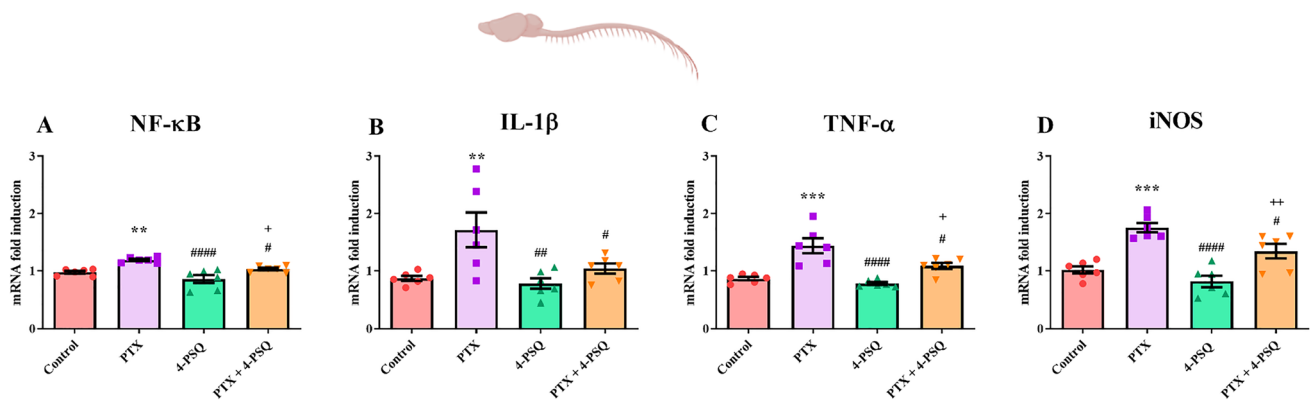 A
NF-κB
mRNA fold induction
3
2
1
0
**
####
+
#
Control
PTX
4-PSQ
PTX + 4-PSQ
B
IL-1β
mRNA fold induction
3
2
1
0
**
##
#
Control
PTX
4-PSQ
PTX + 4-PSQ
C
TNF-α
mRNA fold induction
3
2
1
0
***
####
+
#
Control
PTX
4-PSQ
PTX + 4-PSQ
D
iNOS
mRNA fold induction
3
2
1
0
***
####
++
#
Control
PTX
4-PSQ
PTX + 4-PSQ